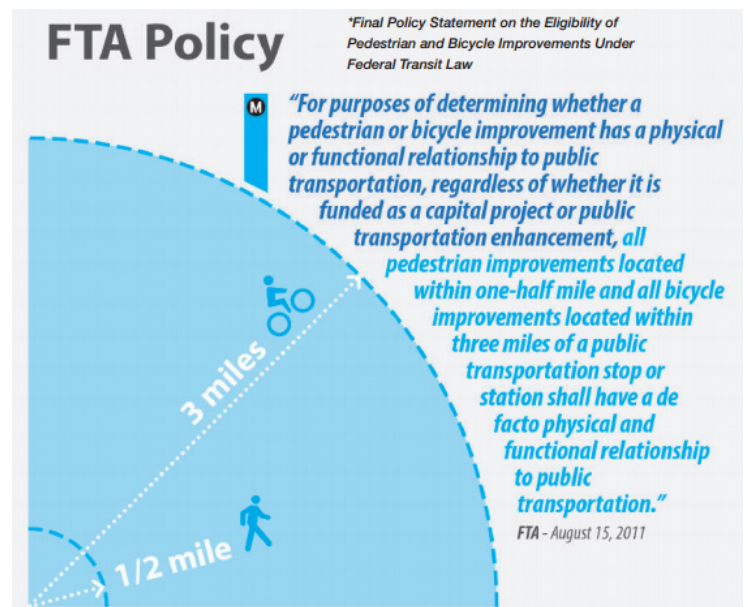 FTA Policy
*Final Policy Statement on the Eligibility of
Pedestrian and Bicycle Improvements Under
Federal Transit Law
M
“For purposes of determining whether a
pedestrian or bicycle improvement has a physical
or functional relationship to public
transportation, regardless of whether it is
funded as a capital project or public
transportation enhancement, all
pedestrian improvements located
within one-half mile and all bicycle
improvements located within
three miles of a public
transportation stop or
station shall have a de
facto physical and
functional relationship
to public
transportation.”
FTA - August 15, 2011
3 miles
1/2 mile